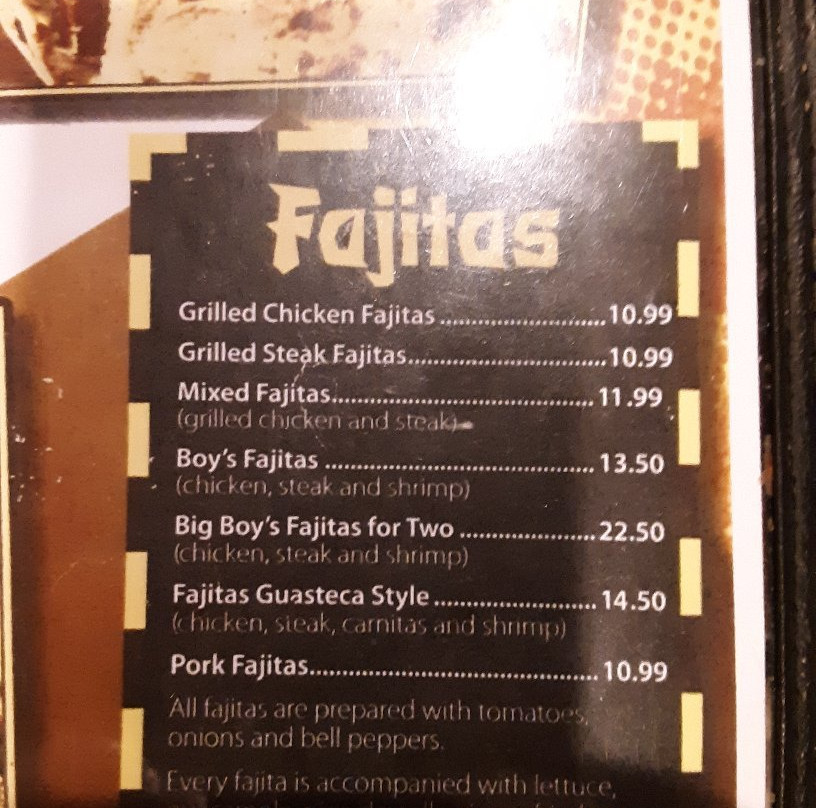 Fajitas
Grilled Chicken Fajitas..........................10.99
Grilled Steak Fajitas...............................10.99
Mixed Fajitas.........................................11.99
(grilled chicken and steak)
Boy's Fajitas ..........................................13.50
(chicken, steak and shrimp)
Big Boy's Fajitas for Two .....................22.50
(chicken, steak and shrimp)
Fajitas Guasteca Style..........................14.50
(chicken, steak, carnitas and shrimp)
Pork Fajitas.............................................10.99
All fajitas are prepared with tomatoes,
onions and bell peppers.
Every fajita is accompanied with lettuce,